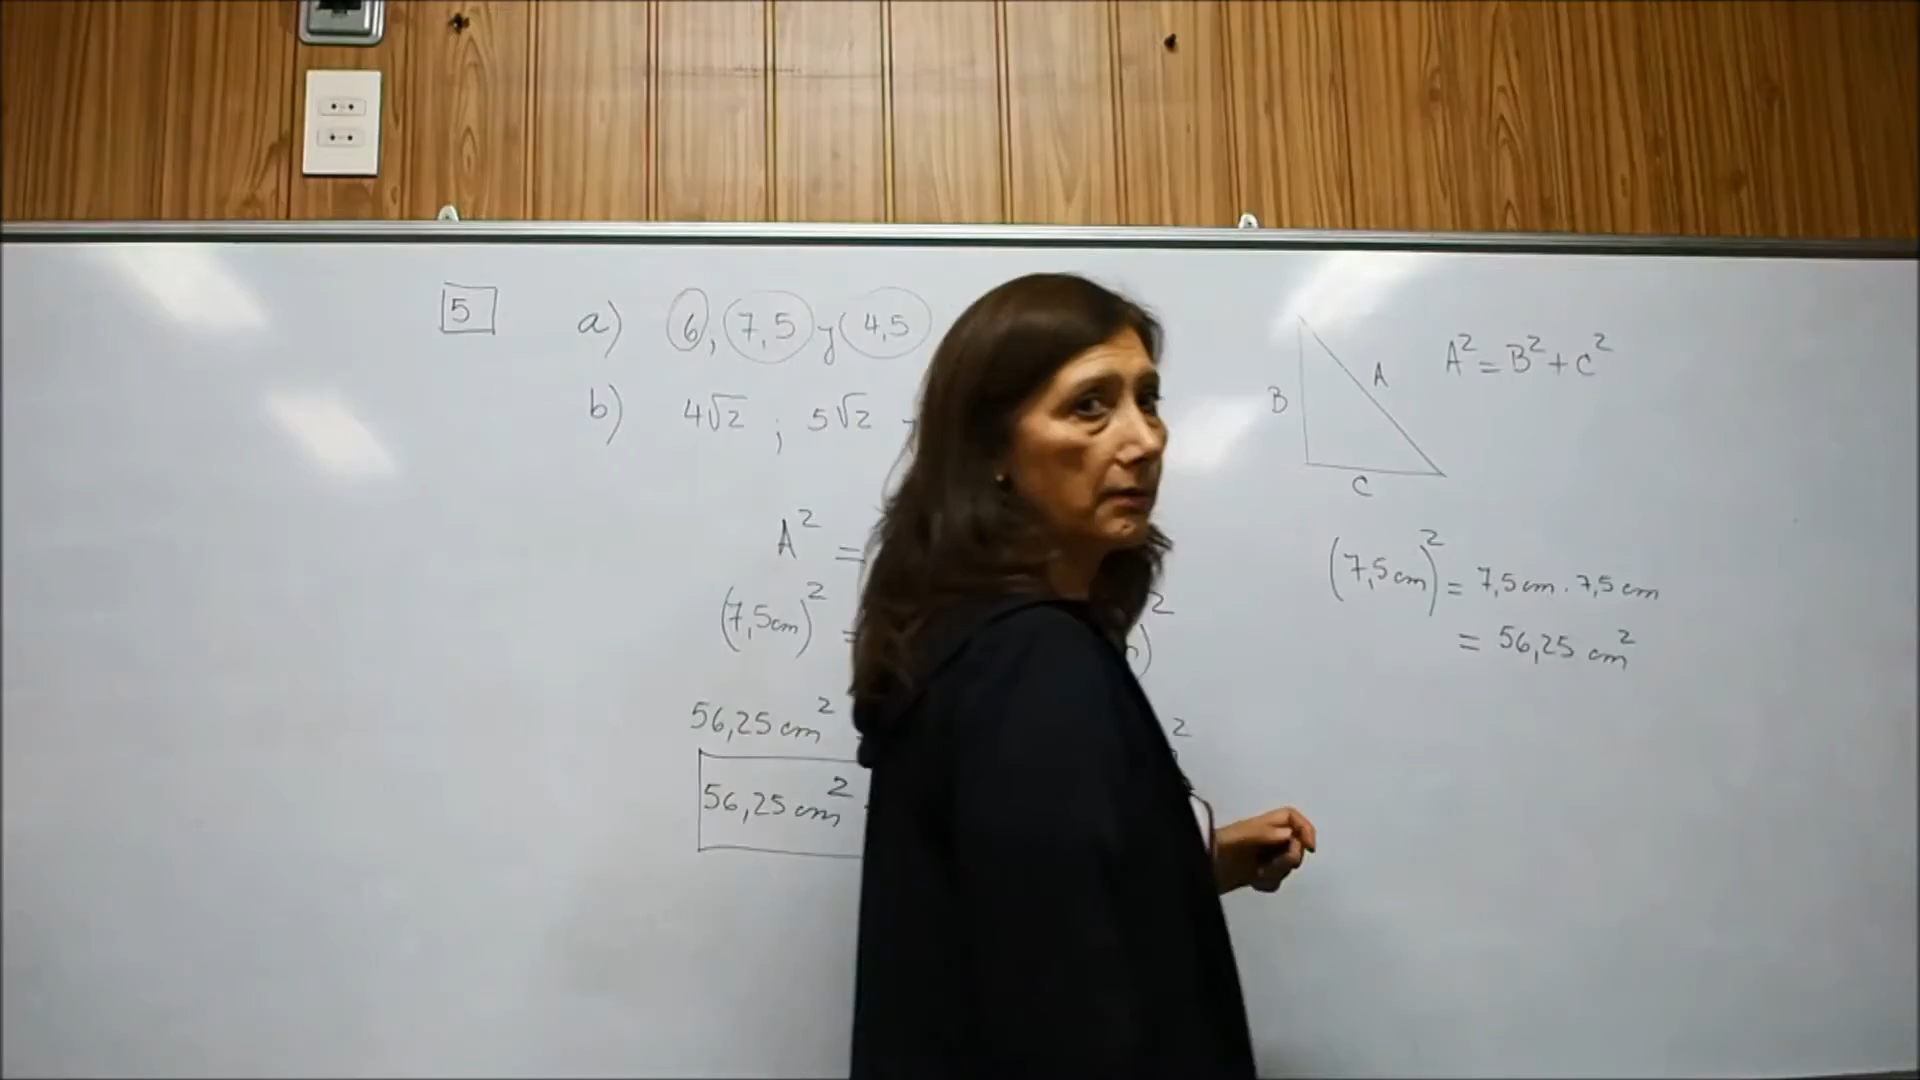 5
a) 6, 7,5 y 4,5
b) 4√2 ; 5√2
A² =
(7,5cm)² =
56,25 cm²
56,25 cm²
A
B
C
A² = B² + C²
(7,5cm)² = 7,5cm . 7,5cm
= 56,25 cm²